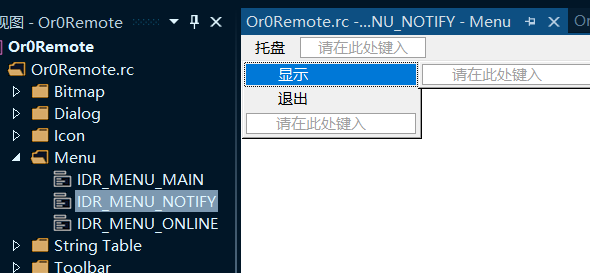 视图 - Or0Remote
Or0Remote.rc -...NU_NOTIFY - Menu
Or0Remote
Or0Remote.rc
Bitmap
Dialog
Icon
Menu
IDR_MENU_MAIN
IDR_MENU_NOTIFY
IDR_MENU_ONLINE
String Table
Toolbar
托盘 请在此处键入
显示 请在此处键入
退出
请在此处键入